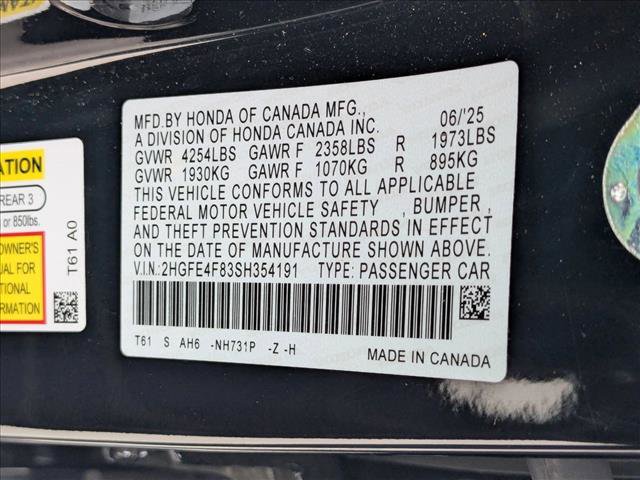 MFD.BY HONDA OF CANADA MFG., 06/'25
A DIVISION OF HONDA CANADA INC.
GVWR 4254LBS GAWR F 2358LBS R 1973LBS
GVWR 1930KG GAWR F 1070KG R 895KG
THIS VEHICLE CONFORMS TO ALL APPLICABLE
FEDERAL MOTOR VEHICLE SAFETY , BUMPER,
AND THEFT PREVENTION STANDARDS IN EFFECT
ON THE DATE OF MANUFACTURE SHOWN ABOVE.
V.I.N.:2HGFE4F83SH354191 TYPE: PASSENGER CAR
T61 S AH6 -NH731P -Z -H
MADE IN CANADA
ATION
REAR 3
or 850lbs.
OWNER'S
UAL FOR
TIONAL
RMATION
T61 A0